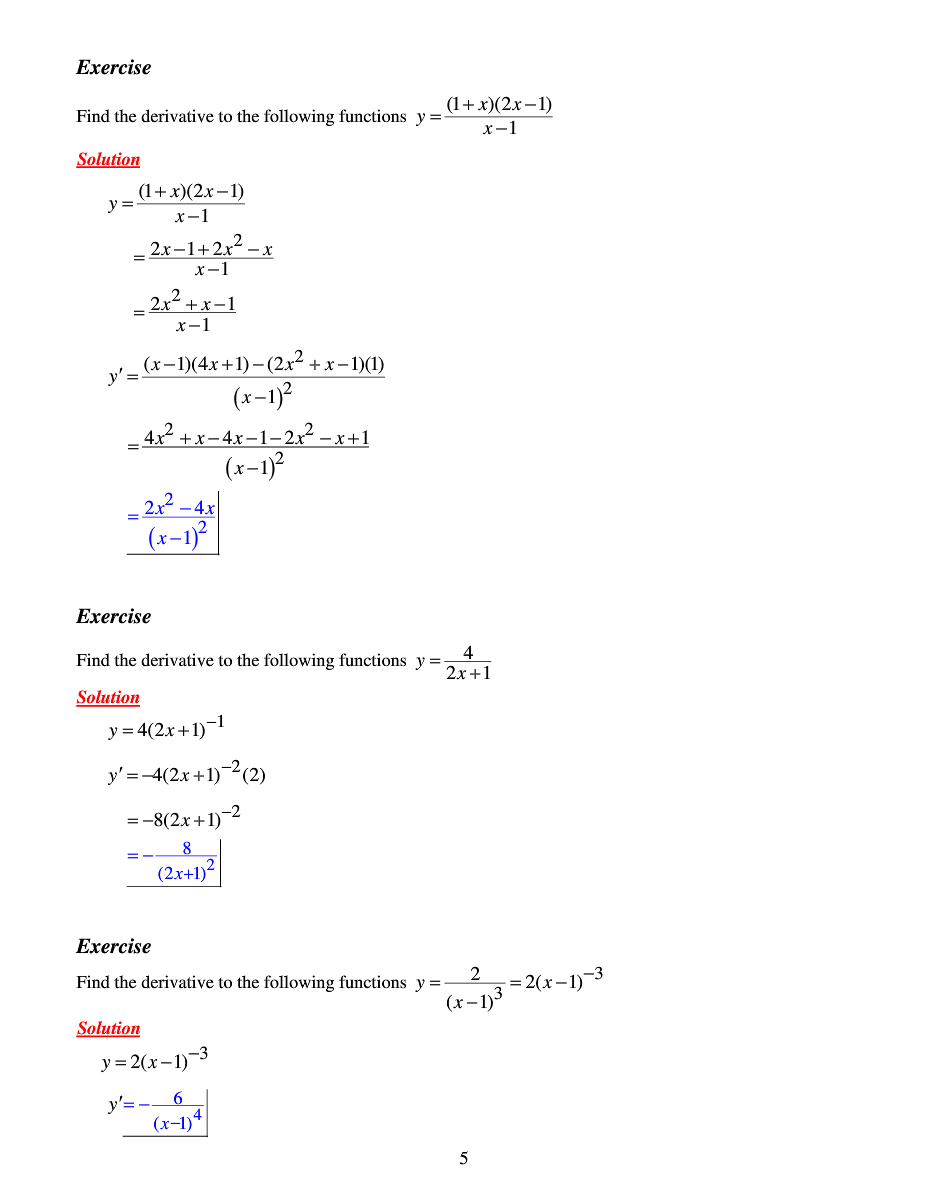 Exercise
Find the derivative to the following functions y = \frac{(1+x)(2x-1)}{x-1}
Solution
y = \frac{(1+x)(2x-1)}{x-1}
= \frac{2x-1+2x^2-x}{x-1}
= \frac{2x^2+x-1}{x-1}
y' = \frac{(x-1)(4x+1)-(2x^2+x-1)(1)}{(x-1)^2}
= \frac{4x^2+x-4x-1-2x^2-x+1}{(x-1)^2}
= \frac{2x^2-4x}{(x-1)^2}
Exercise
Find the derivative to the following functions y = \frac{4}{2x+1}
Solution
y = 4(2x+1)^{-1}
y' = -4(2x+1)^{-2}(2)
= -8(2x+1)^{-2}
= -\frac{8}{(2x+1)^2}
Exercise
Find the derivative to the following functions y = \frac{2}{(x-1)^3} = 2(x-1)^{-3}
Solution
y = 2(x-1)^{-3}
y' = -\frac{6}{(x-1)^4}
5